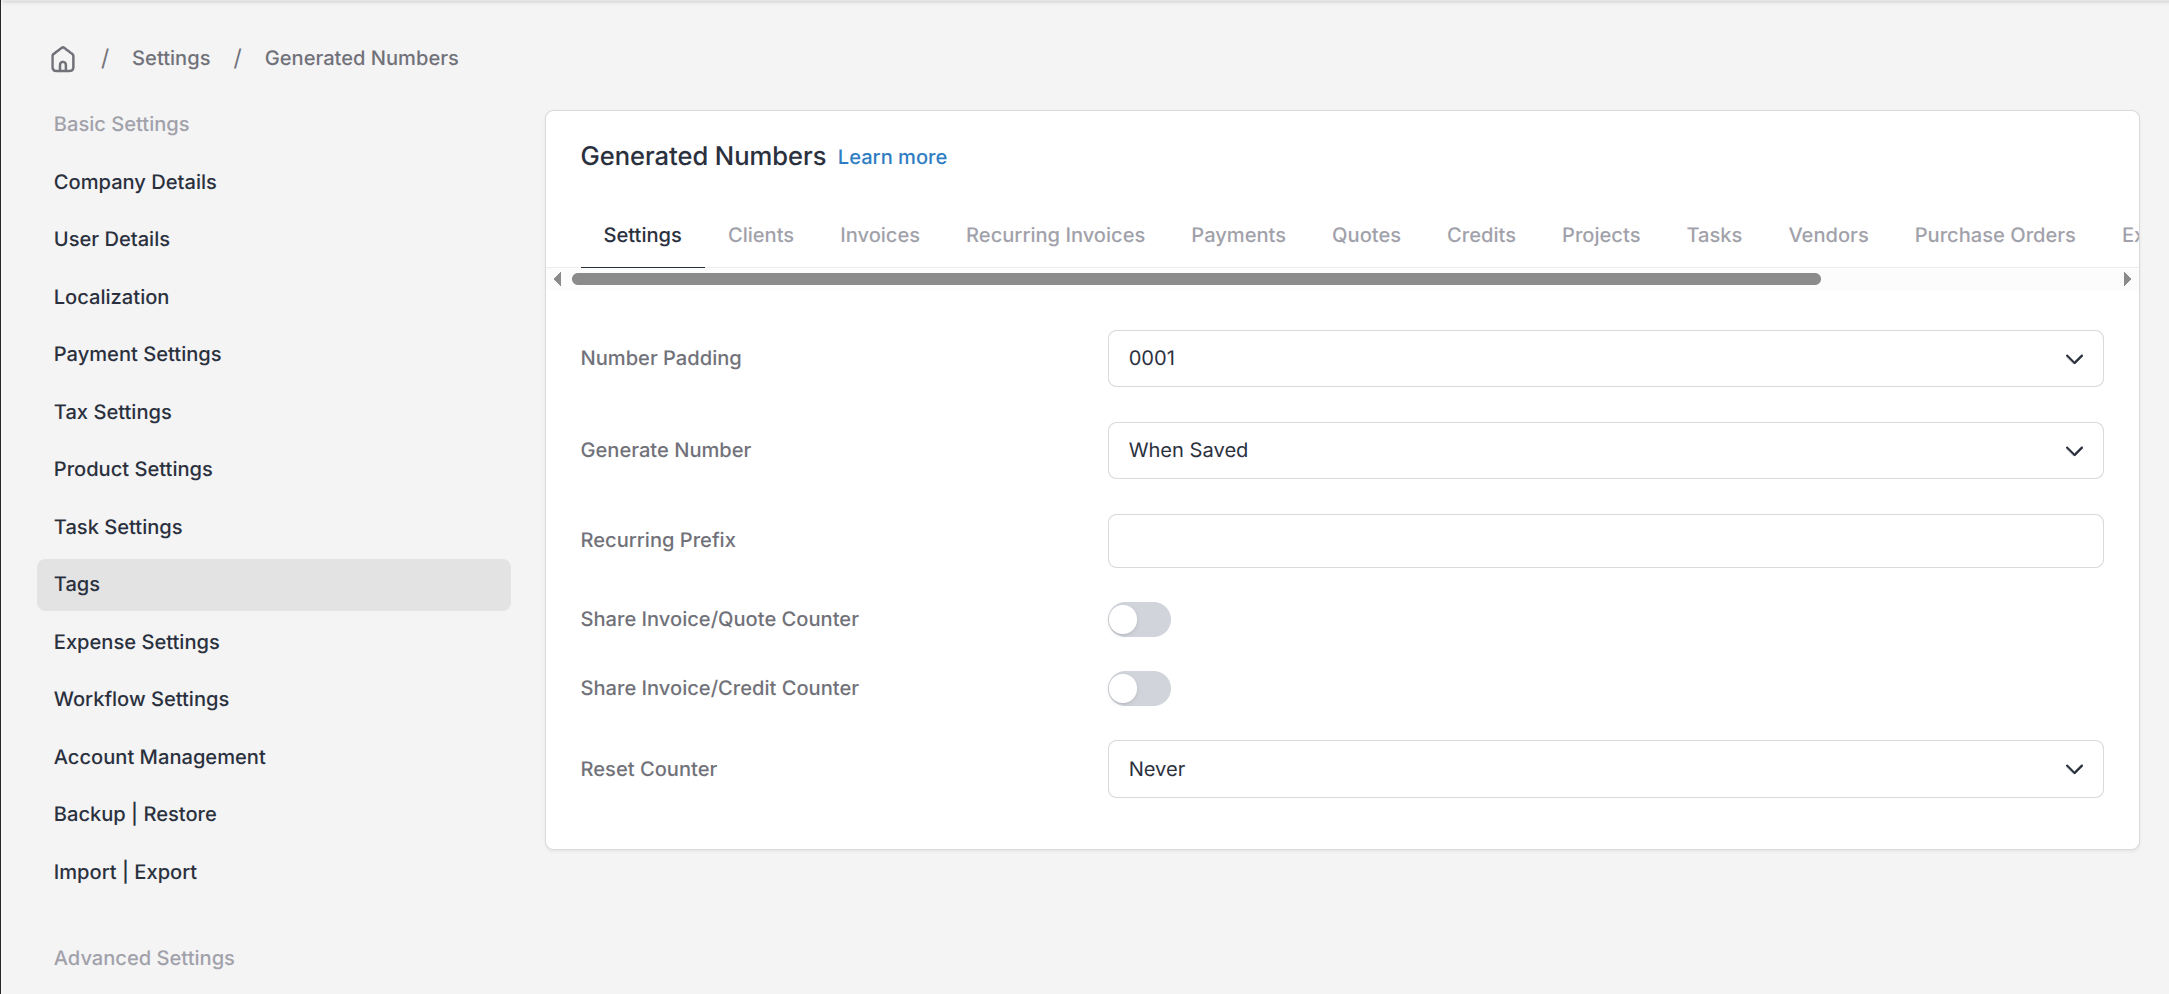 / Settings / Generated Numbers
Basic Settings
Company Details
User Details
Localization
Payment Settings
Tax Settings
Product Settings
Task Settings
Tags
Expense Settings
Workflow Settings
Account Management
Backup | Restore
Import | Export
Advanced Settings
Generated Numbers Learn more
Settings Clients Invoices Recurring Invoices Payments Quotes Credits Projects Tasks Vendors Purchase Orders
Number Padding 0001
Generate Number When Saved
Recurring Prefix
Share Invoice/Quote Counter
Share Invoice/Credit Counter
Reset Counter Never